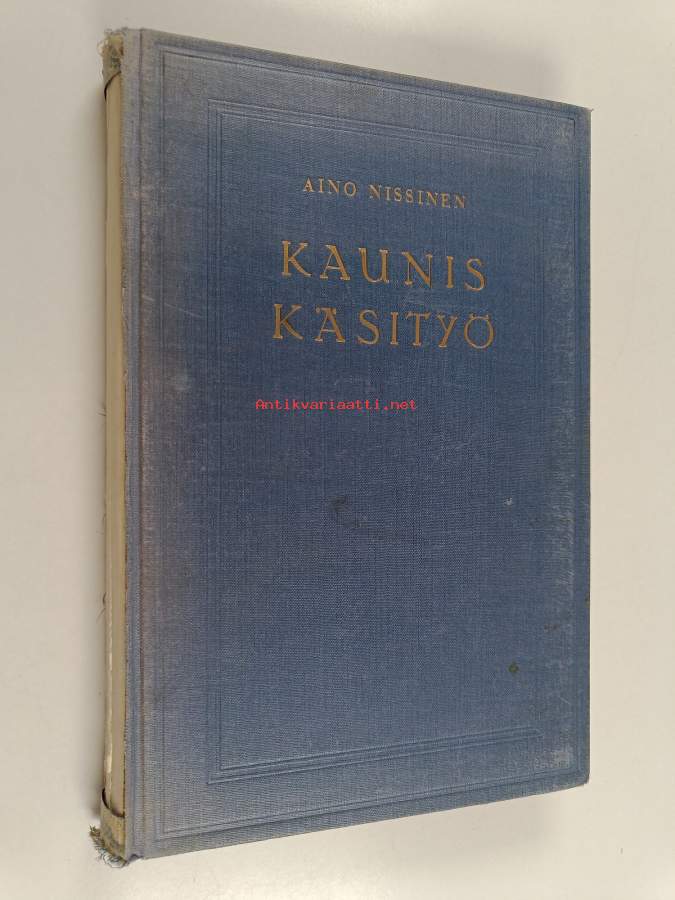 AINO NISSINEN
KAUNIS
KÄSITYÖ
Antikvariaatti.net